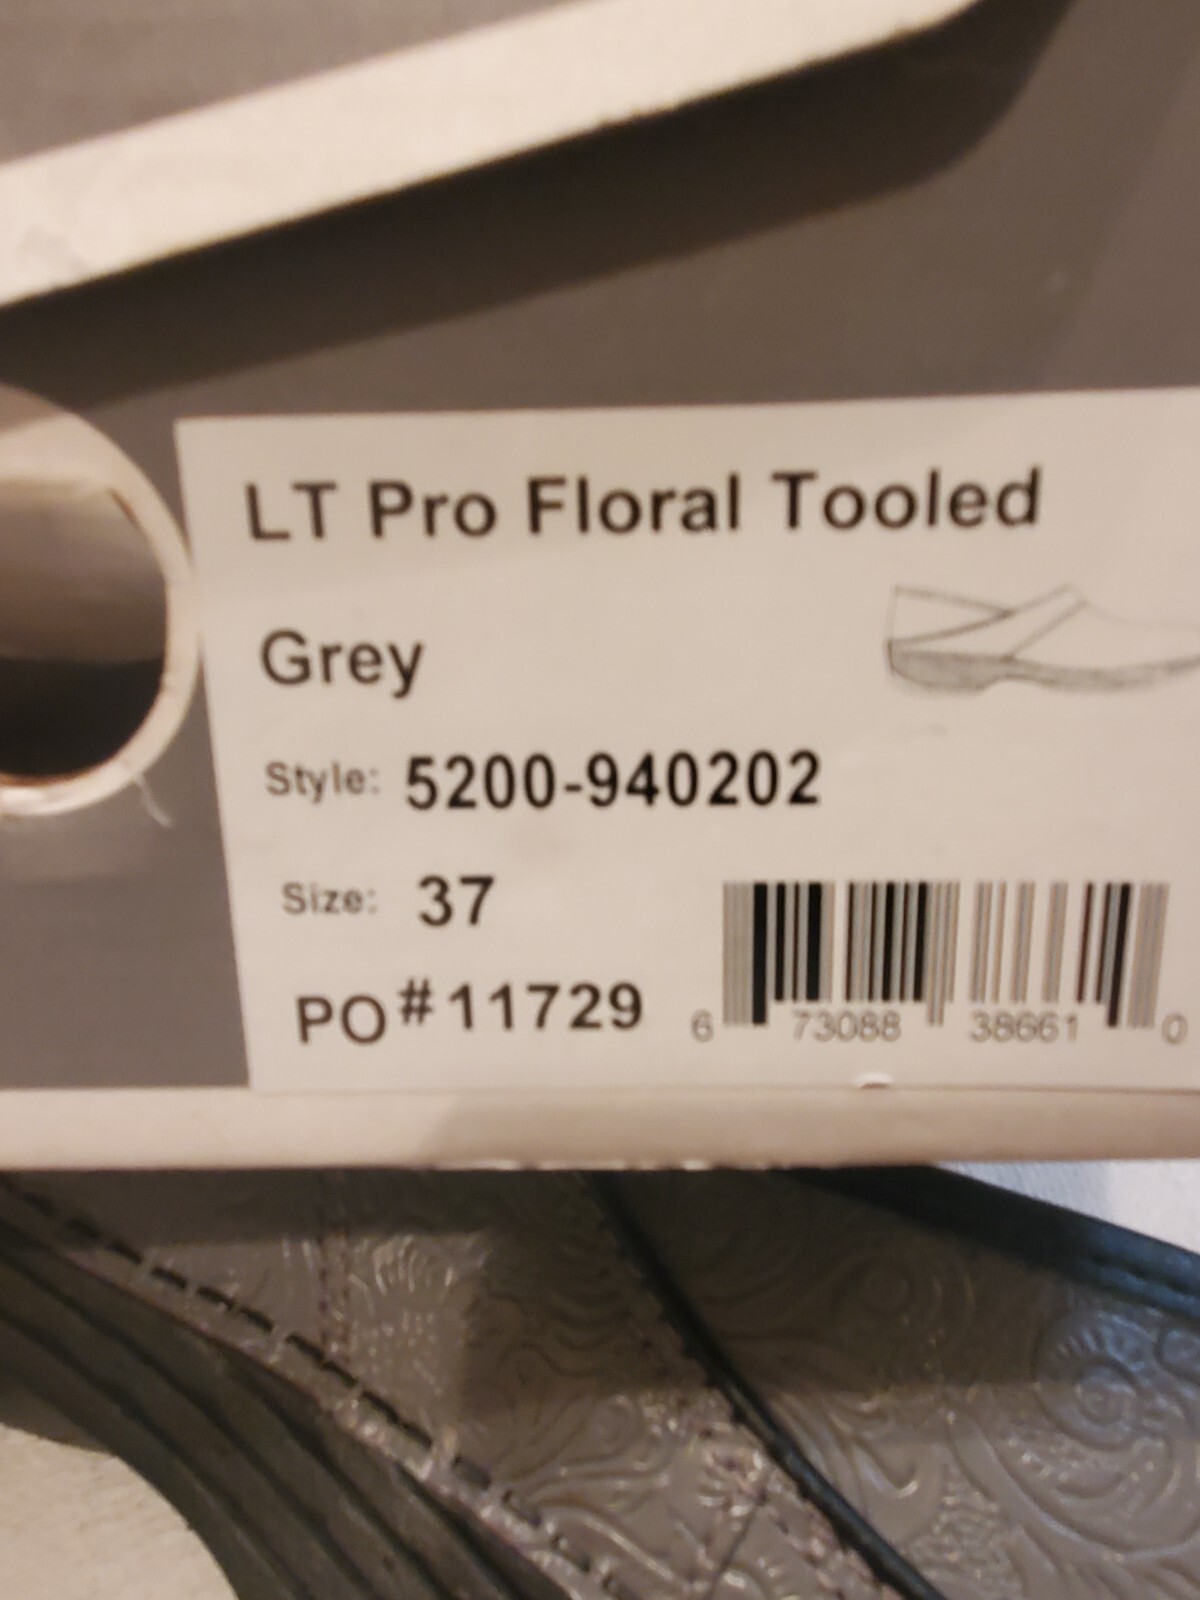 LT Pro Floral Tooled
Grey
Style: 5200-940202
Size: 37
PO#11729
6 73088 38661 0